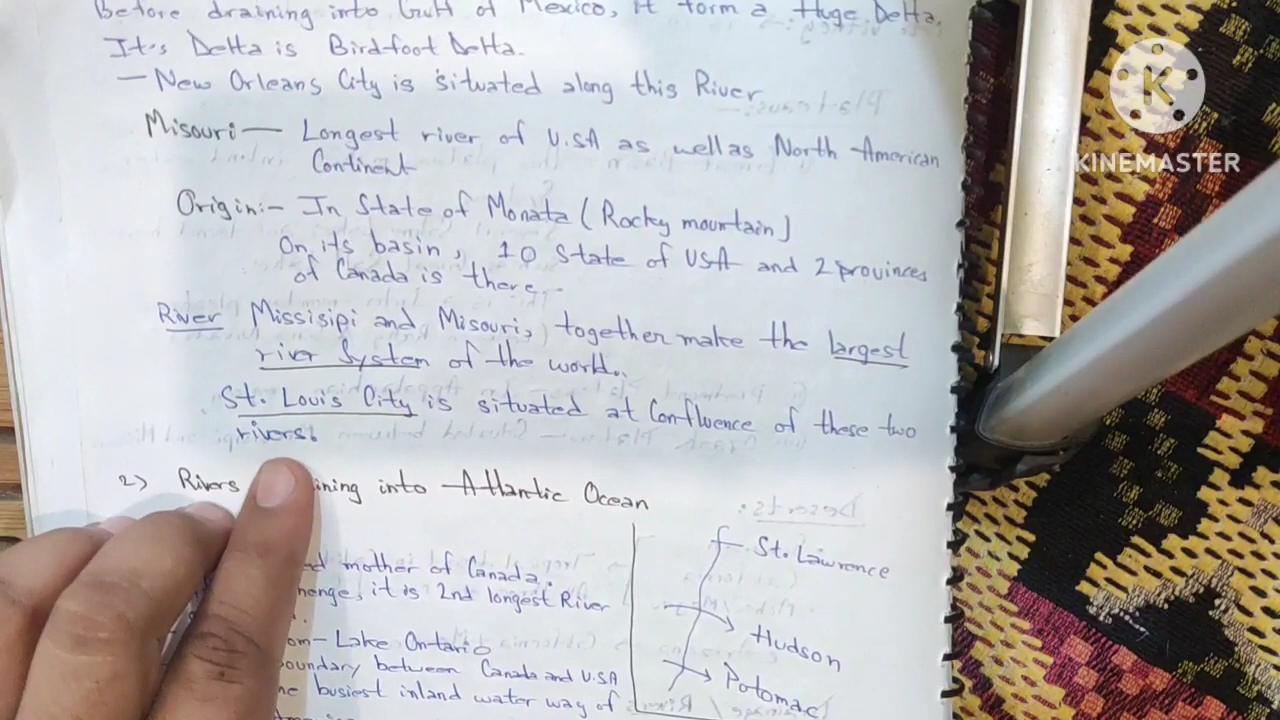 Before draining into Gulf of Mexico, it form a Huge Delta.
It's Delta is Birdfoot Delta.
— New Orleans City is situated along this River
Misouri — Longest river of U.SA as well as North American
Continent
Origin:- In State of Monata (Rocky mountain)
On its basin, 10 State of USA and 2 provinces
of Canada is there.
River Missisipi and Misouri, together make the largest
river System of the world.
St. Louis City is situated at Confluence of these two
rivers.
2) Rivers ining into Atlantic Ocean
mother of Canada.
it is 2nd longest River
Lake Ontario
boundary between Canada and U.SA
busiest inland water way of
St. Lawrence
Hudson
Potomac
K
KINEMASTER